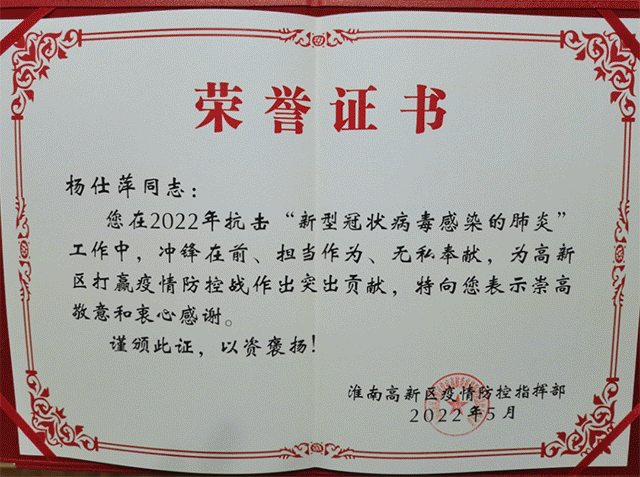 荣誉证书
杨仕萍同志：
您在2022年抗击“新型冠状病毒感染的肺炎”
工作中，冲锋在前、担当作为、无私奉献，为高新
区打赢疫情防控战作出突出贡献，特向您表示崇高
敬意和衷心感谢。
谨颁此证，以资褒扬！
淮南高新区疫情防控指挥部
2022年5月